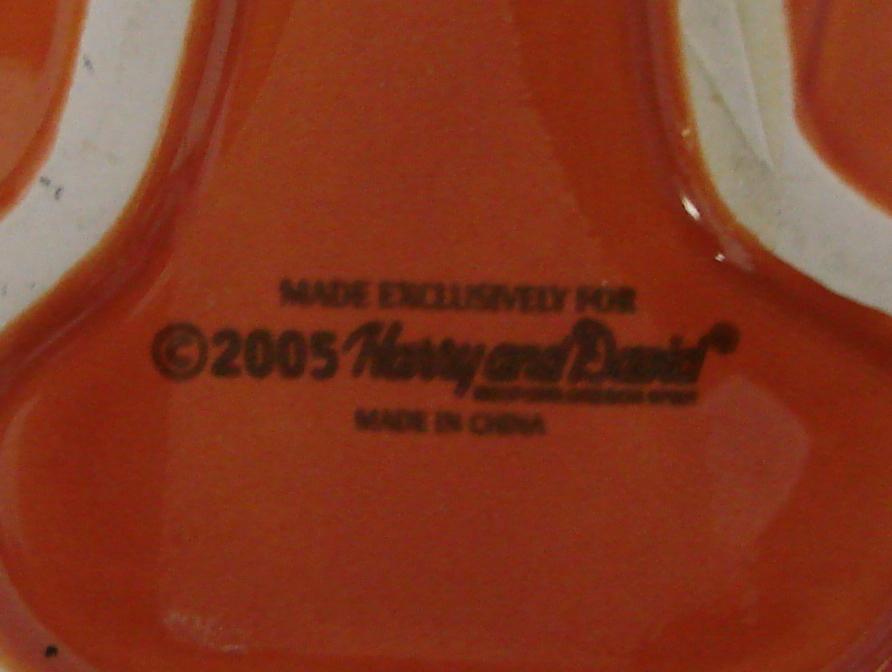 MADE EXCLUSIVELY FOR
©2005 Harry and David®
MADE IN CHINA